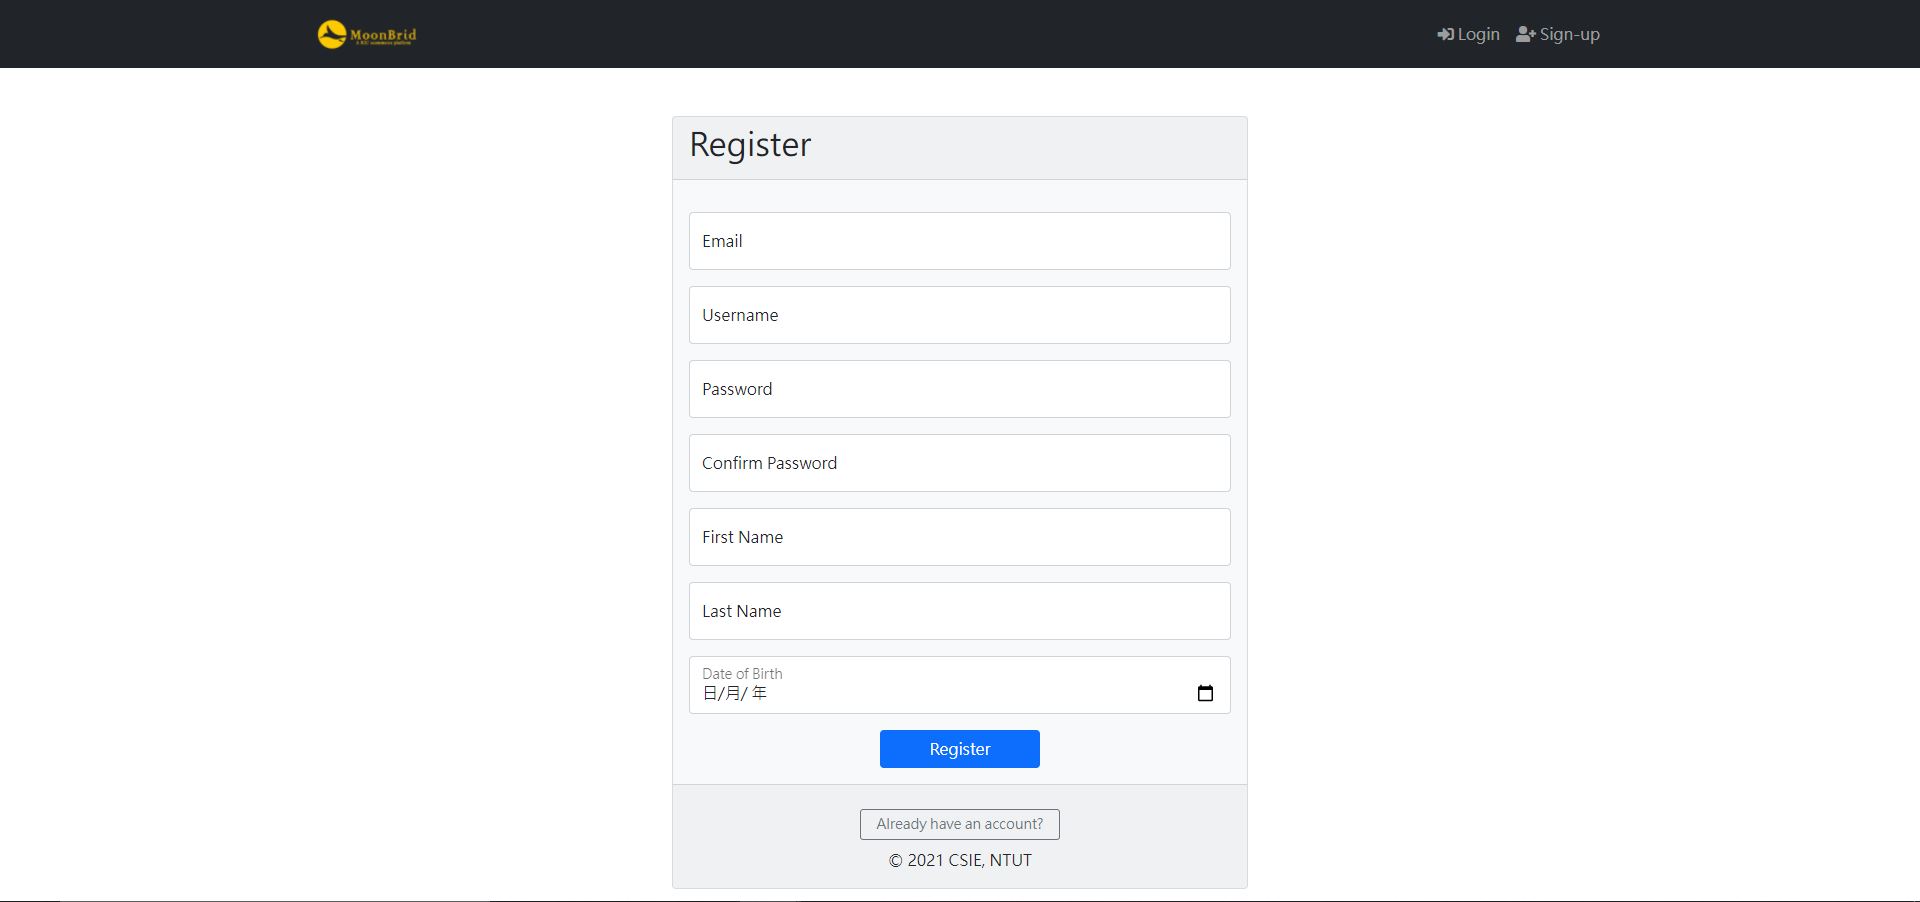 MoonBrid
Login
Sign-up
Register
Email
Username
Password
Confirm Password
First Name
Last Name
Date of Birth
日/月/ 年
Register
Already have an account?
© 2021 CSIE, NTUT